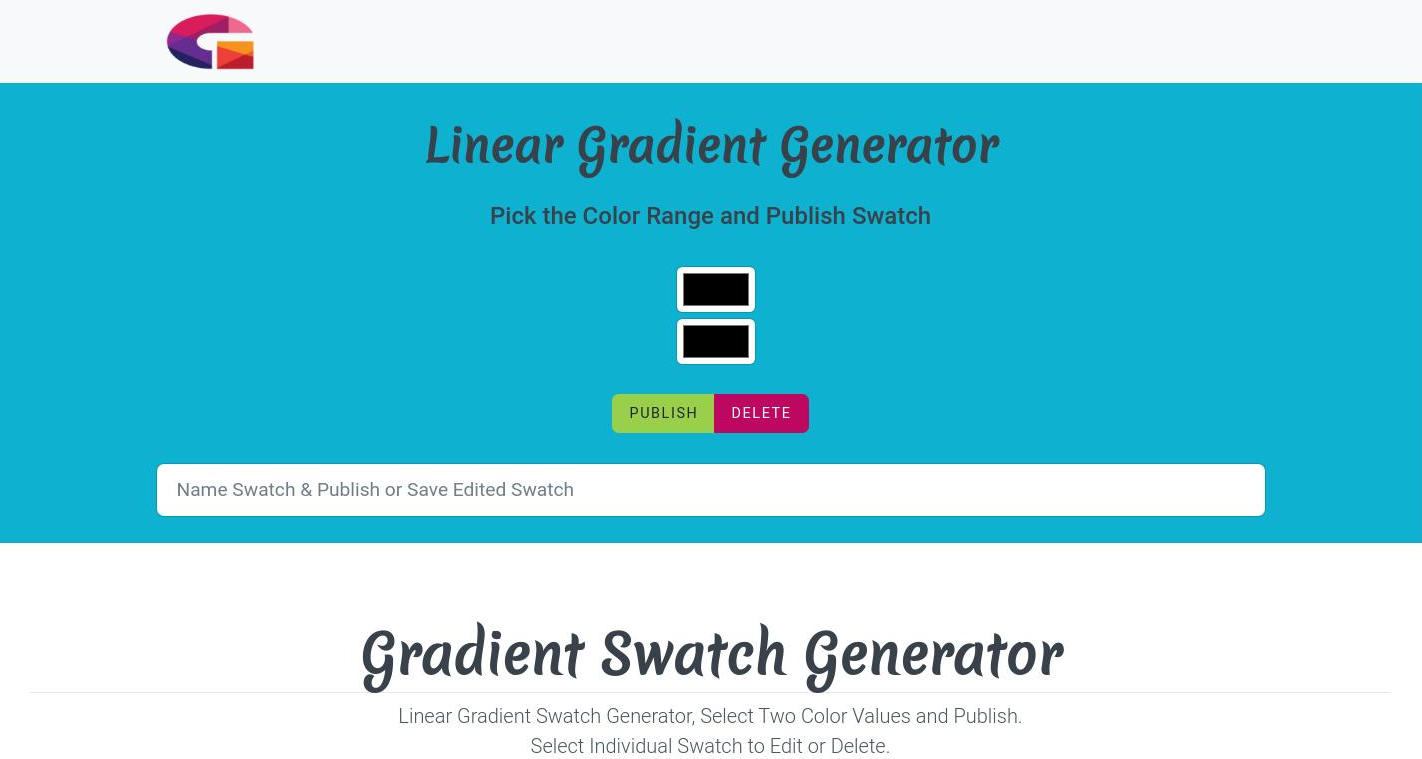 Linear Gradient Generator
Pick the Color Range and Publish Swatch
PUBLISH DELETE
Name Swatch & Publish or Save Edited Swatch
Gradient Swatch Generator
Linear Gradient Swatch Generator, Select Two Color Values and Publish.
Select Individual Swatch to Edit or Delete.